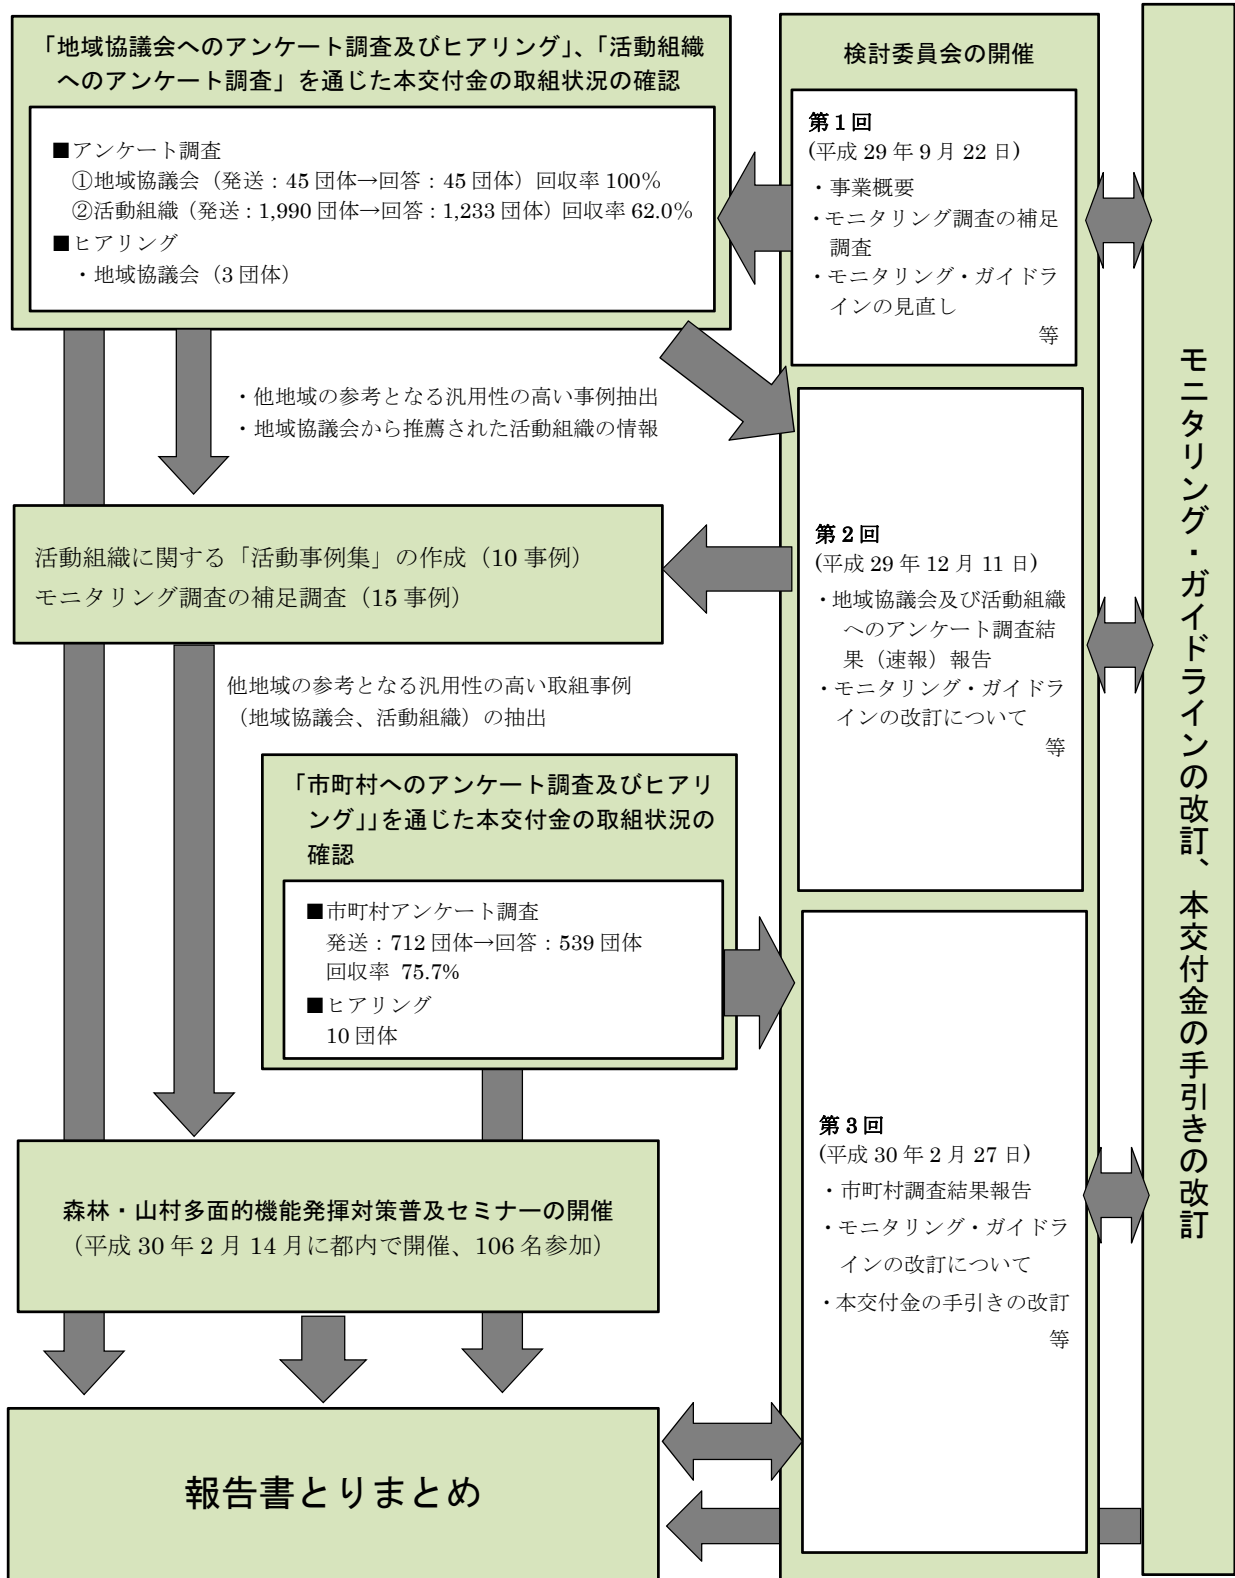 「地域協議会へのアンケート調査及びヒアリング」、「活動組織
へのアンケート調査」を通じた本交付金の取組状況の確認
■アンケート調査
①地域協議会（発送：45 団体→回答：45 団体）回収率 100%
②活動組織（発送：1,990 団体→回答：1,233 団体）回収率 62.0%
■ヒアリング
・地域協議会（3 団体）
・他地域の参考となる汎用性の高い事例抽出
・地域協議会から推薦された活動組織の情報
活動組織に関する「活動事例集」の作成（10 事例）
モニタリング調査の補足調査（15 事例）
他地域の参考となる汎用性の高い取組事例
（地域協議会、活動組織）の抽出
「市町村へのアンケート調査及びヒアリ
ング」」を通じた本交付金の取組状況の
確認
■市町村アンケート調査
発送：712 団体→回答：539 団体
回収率 75.7%
■ヒアリング
10 団体
森林・山村多面的機能発揮対策普及セミナーの開催
（平成 30 年 2 月 14 月に都内で開催、106 名参加）
報告書とりまとめ
検討委員会の開催
第１回
(平成 29 年 9 月 22 日)
・事業概要
・モニタリング調査の補足
調査
・モニタリング・ガイドラ
インの見直し
等
第２回
(平成 29 年 12 月 11 日)
・地域協議会及び活動組織
へのアンケート調査結
果（速報）報告
・モニタリング・ガイドラ
インの改訂について
等
第３回
(平成 30 年 2 月 27 日)
・市町村調査結果報告
・モニタリング・ガイドラ
インの改訂について
・本交付金の手引きの改訂
等
モニタリング・ガイドラインの改訂、本交付金の手引きの改訂